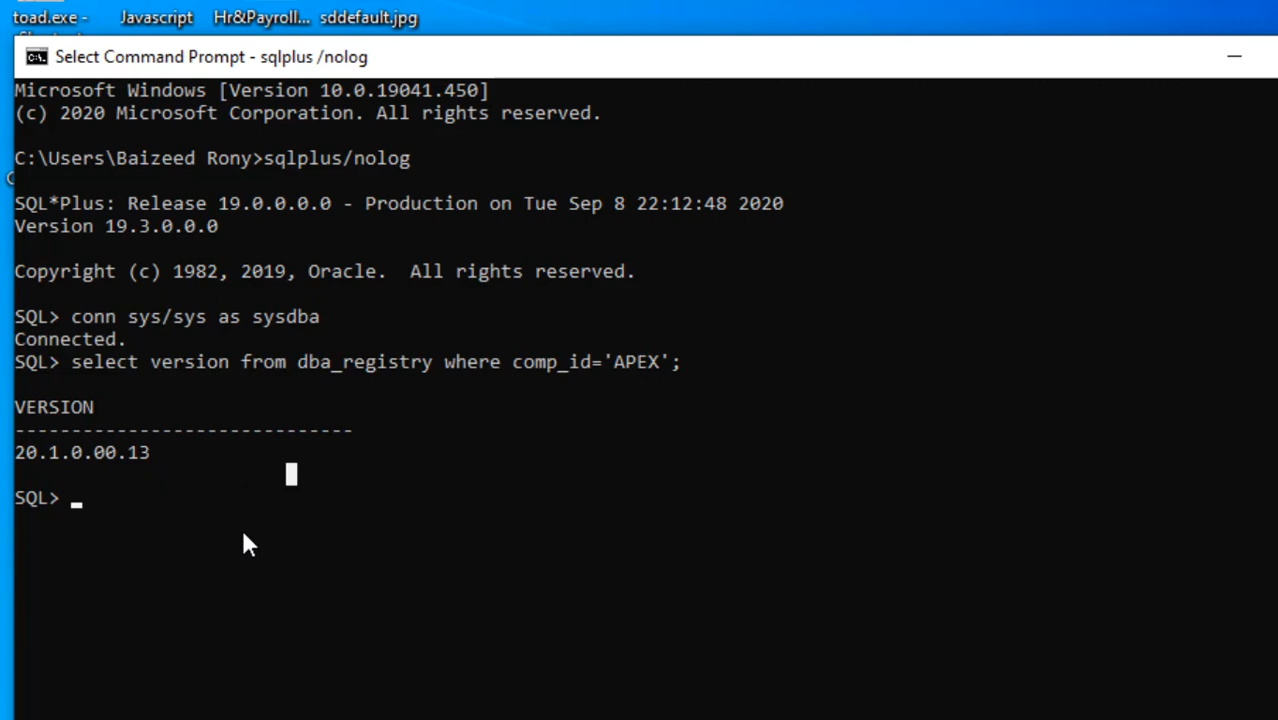 toad.exe - Javascript Hr&Payroll... sddefault.jpg
Select Command Prompt - sqlplus /nolog
Microsoft Windows [Version 10.0.19041.450]
(c) 2020 Microsoft Corporation. All rights reserved.
C:\Users\Baizeed Rony>sqlplus/nolog
SQL*Plus: Release 19.0.0.0.0 - Production on Tue Sep 8 22:12:48 2020
Version 19.3.0.0.0
Copyright (c) 1982, 2019, Oracle.  All rights reserved.
SQL> conn sys/sys as sysdba
Connected.
SQL> select version from dba_registry where comp_id='APEX';
VERSION
------------------------------
20.1.0.00.13
SQL>